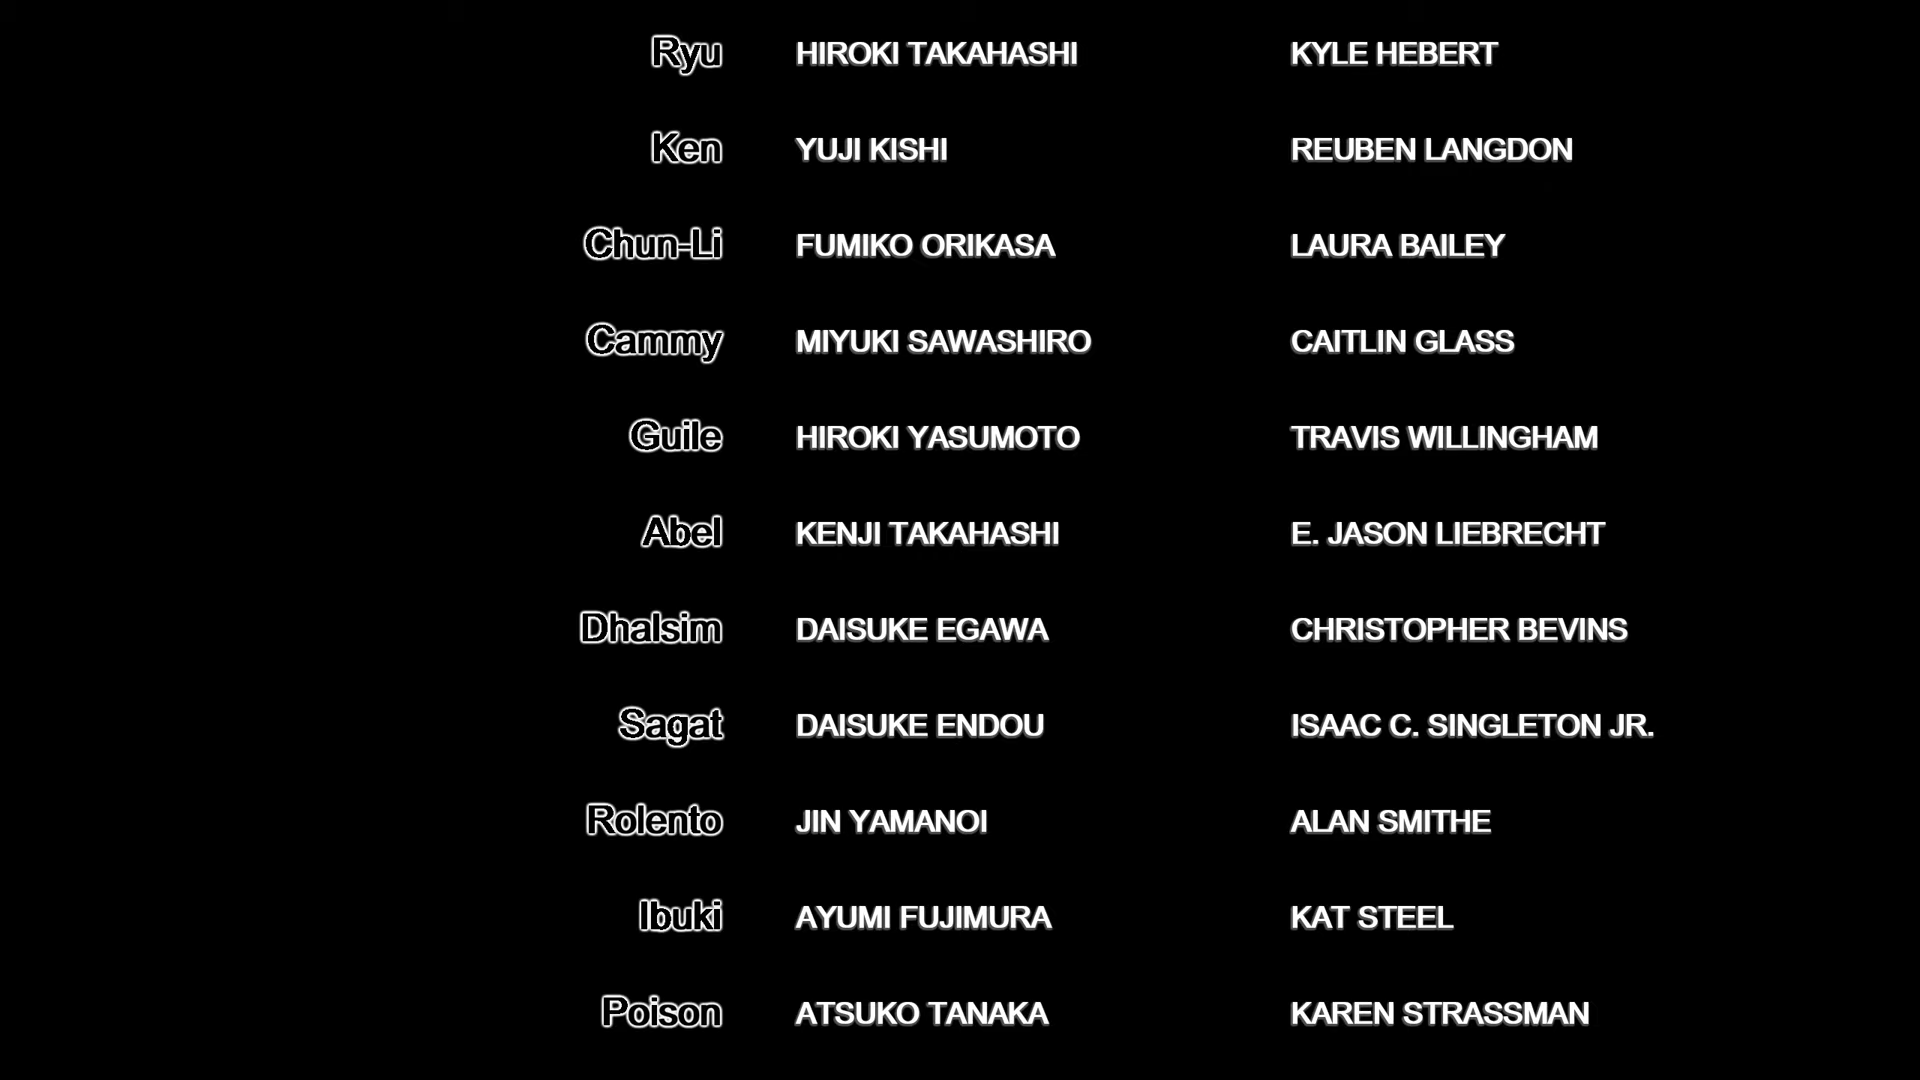 Ryu HIROKI TAKAHASHI KYLE HEBERT
Ken YUJI KISHI REUBEN LANGDON
Chun-Li FUMIKO ORIKASA LAURA BAILEY
Cammy MIYUKI SAWASHIRO CAITLIN GLASS
Guile HIROKI YASUMOTO TRAVIS WILLINGHAM
Abel KENJI TAKAHASHI E. JASON LIEBRECHT
Dhalsim DAISUKE EGAWA CHRISTOPHER BEVINS
Sagat DAISUKE ENDOU ISAAC C. SINGLETON JR.
Rolento JIN YAMANOI ALAN SMITHE
Ibuki AYUMI FUJIMURA KAT STEEL
Poison ATSUKO TANAKA KAREN STRASSMAN